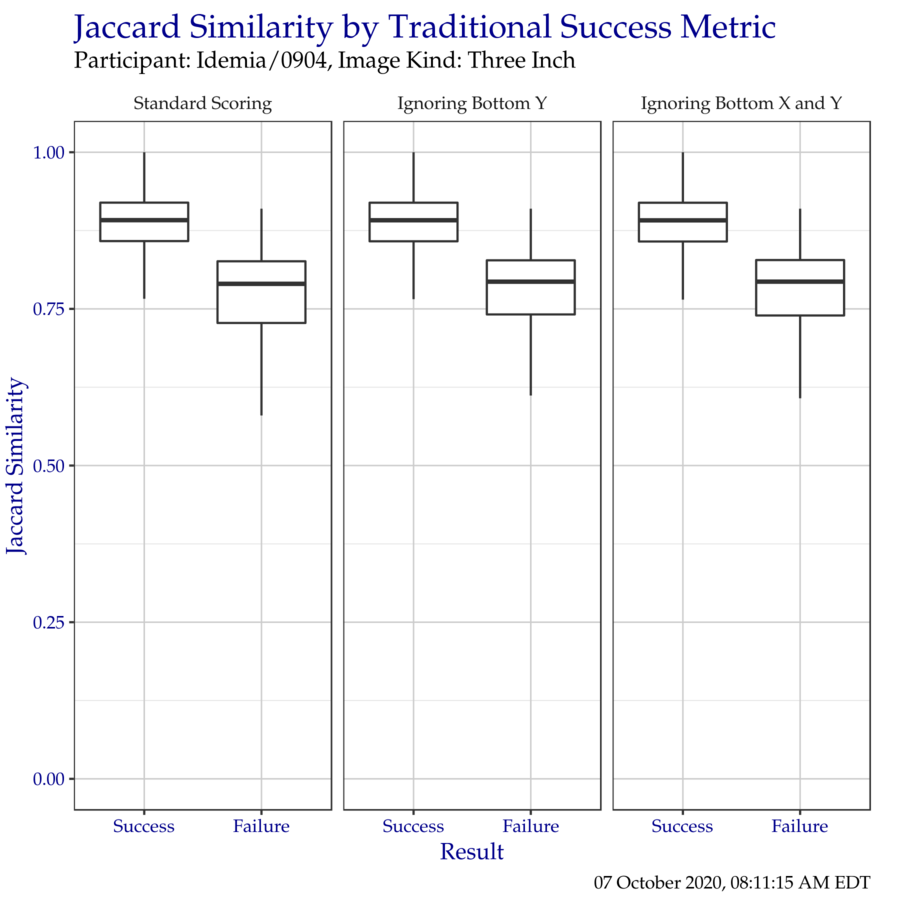 Jaccard Similarity by Traditional Success Metric
Participant: Idemia/0904, Image Kind: Three Inch
Standard Scoring
Ignoring Bottom Y
Ignoring Bottom X and Y
Jaccard Similarity
1.00
0.75
0.50
0.25
0.00
Success
Failure
Success
Failure
Success
Failure
Result
07 October 2020, 08:11:15 AM EDT